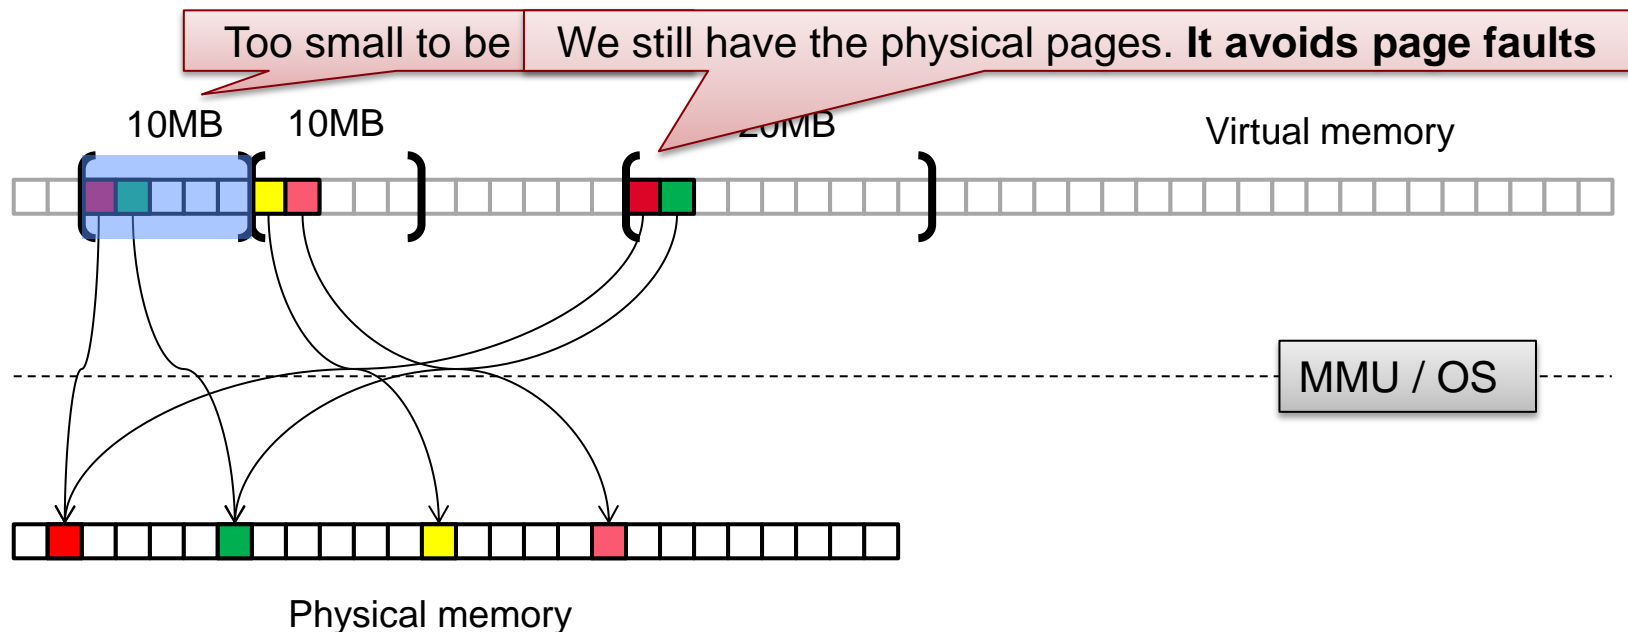 Too small to be
We still have the physical pages. It avoids page faults
10MB
10MB
20MB
Virtual memory
MMU / OS
Physical memory